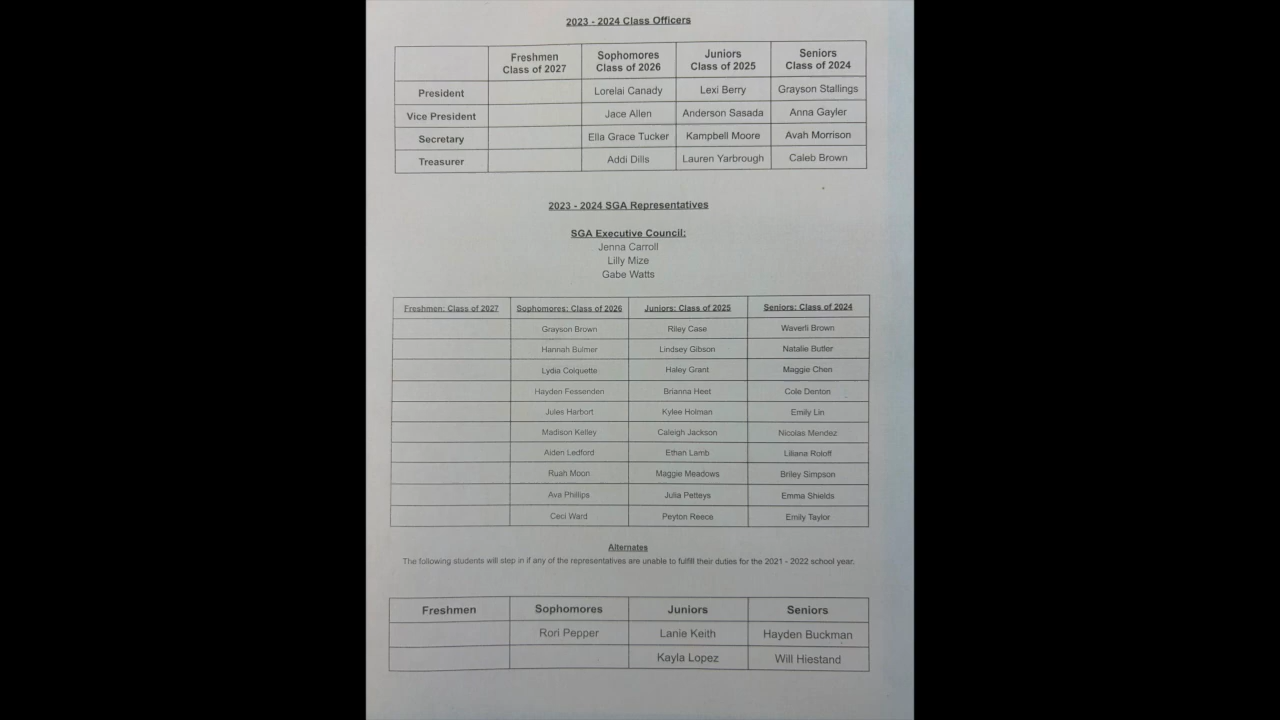 2023 - 2024 Class Officers
Freshmen Class of 2027 Sophomores Class of 2026 Juniors Class of 2025 Seniors Class of 2024
President Lorelai Canady Lexi Berry Grayson Stallings
Vice President Jace Allen Anderson Sasada Anna Gayler
Secretary Ella Grace Tucker Kampbell Moore Avah Morrison
Treasurer Addi Dills Lauren Yarbrough Caleb Brown
2023 - 2024 SGA Representatives
SGA Executive Council:
Jenna Carroll
Lilly Mize
Gabe Watts
Freshmen: Class of 2027 Sophomores: Class of 2026 Juniors: Class of 2025 Seniors: Class of 2024
Grayson Brown Riley Case Waverli Brown
Hannah Bulmer Lindsey Gibson Natalie Butler
Lydia Colquette Haley Grant Maggie Chen
Hayden Fessenden Brianna Heet Cole Denton
Jules Harbort Kylee Holman Emily Lin
Madison Kelley Caleigh Jackson Nicolas Mendez
Aiden Ledford Ethan Lamb Liliana Roloff
Ruah Moon Maggie Meadows Briley Simpson
Ava Phillips Julia Petteys Emma Shields
Ceci Ward Peyton Reece Emily Taylor
Alternates
The following students will step in if any of the representatives are unable to fulfill their duties for the 2021 - 2022 school year.
Freshmen Sophomores Juniors Seniors
Rori Pepper Lanie Keith Hayden Buckman
Kayla Lopez Will Hiestand